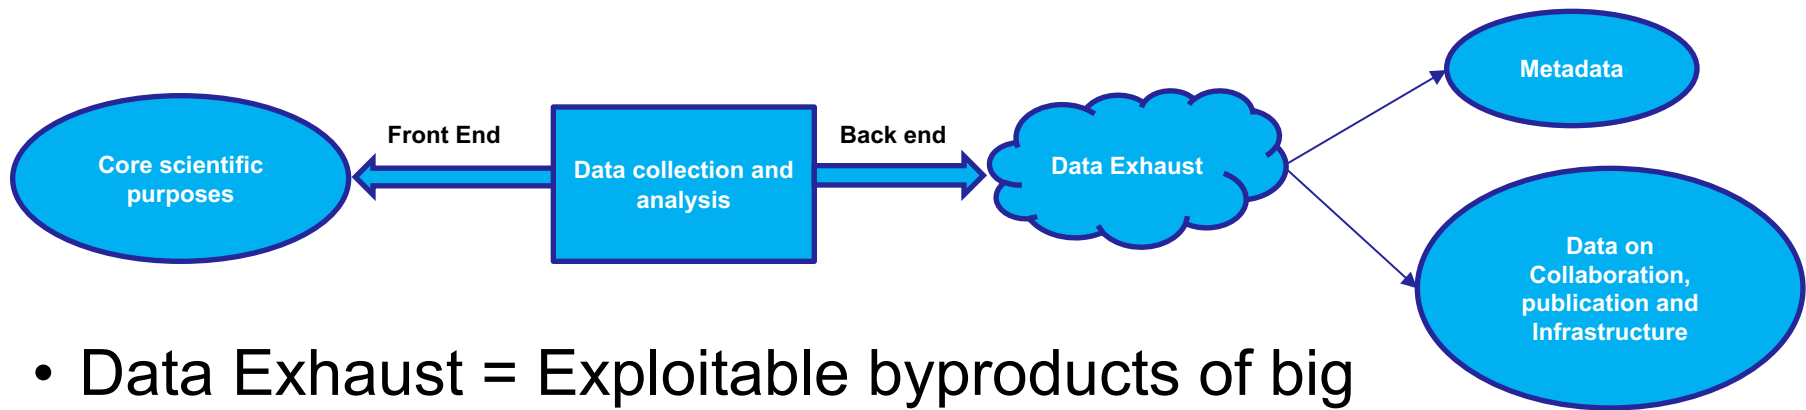 Core scientific
purposes
Front End
Data collection and
analysis
Back end
Data Exhaust
Metadata
Data on
Collaboration,
publication and
Infrastructure
• Data Exhaust = Exploitable byproducts of big